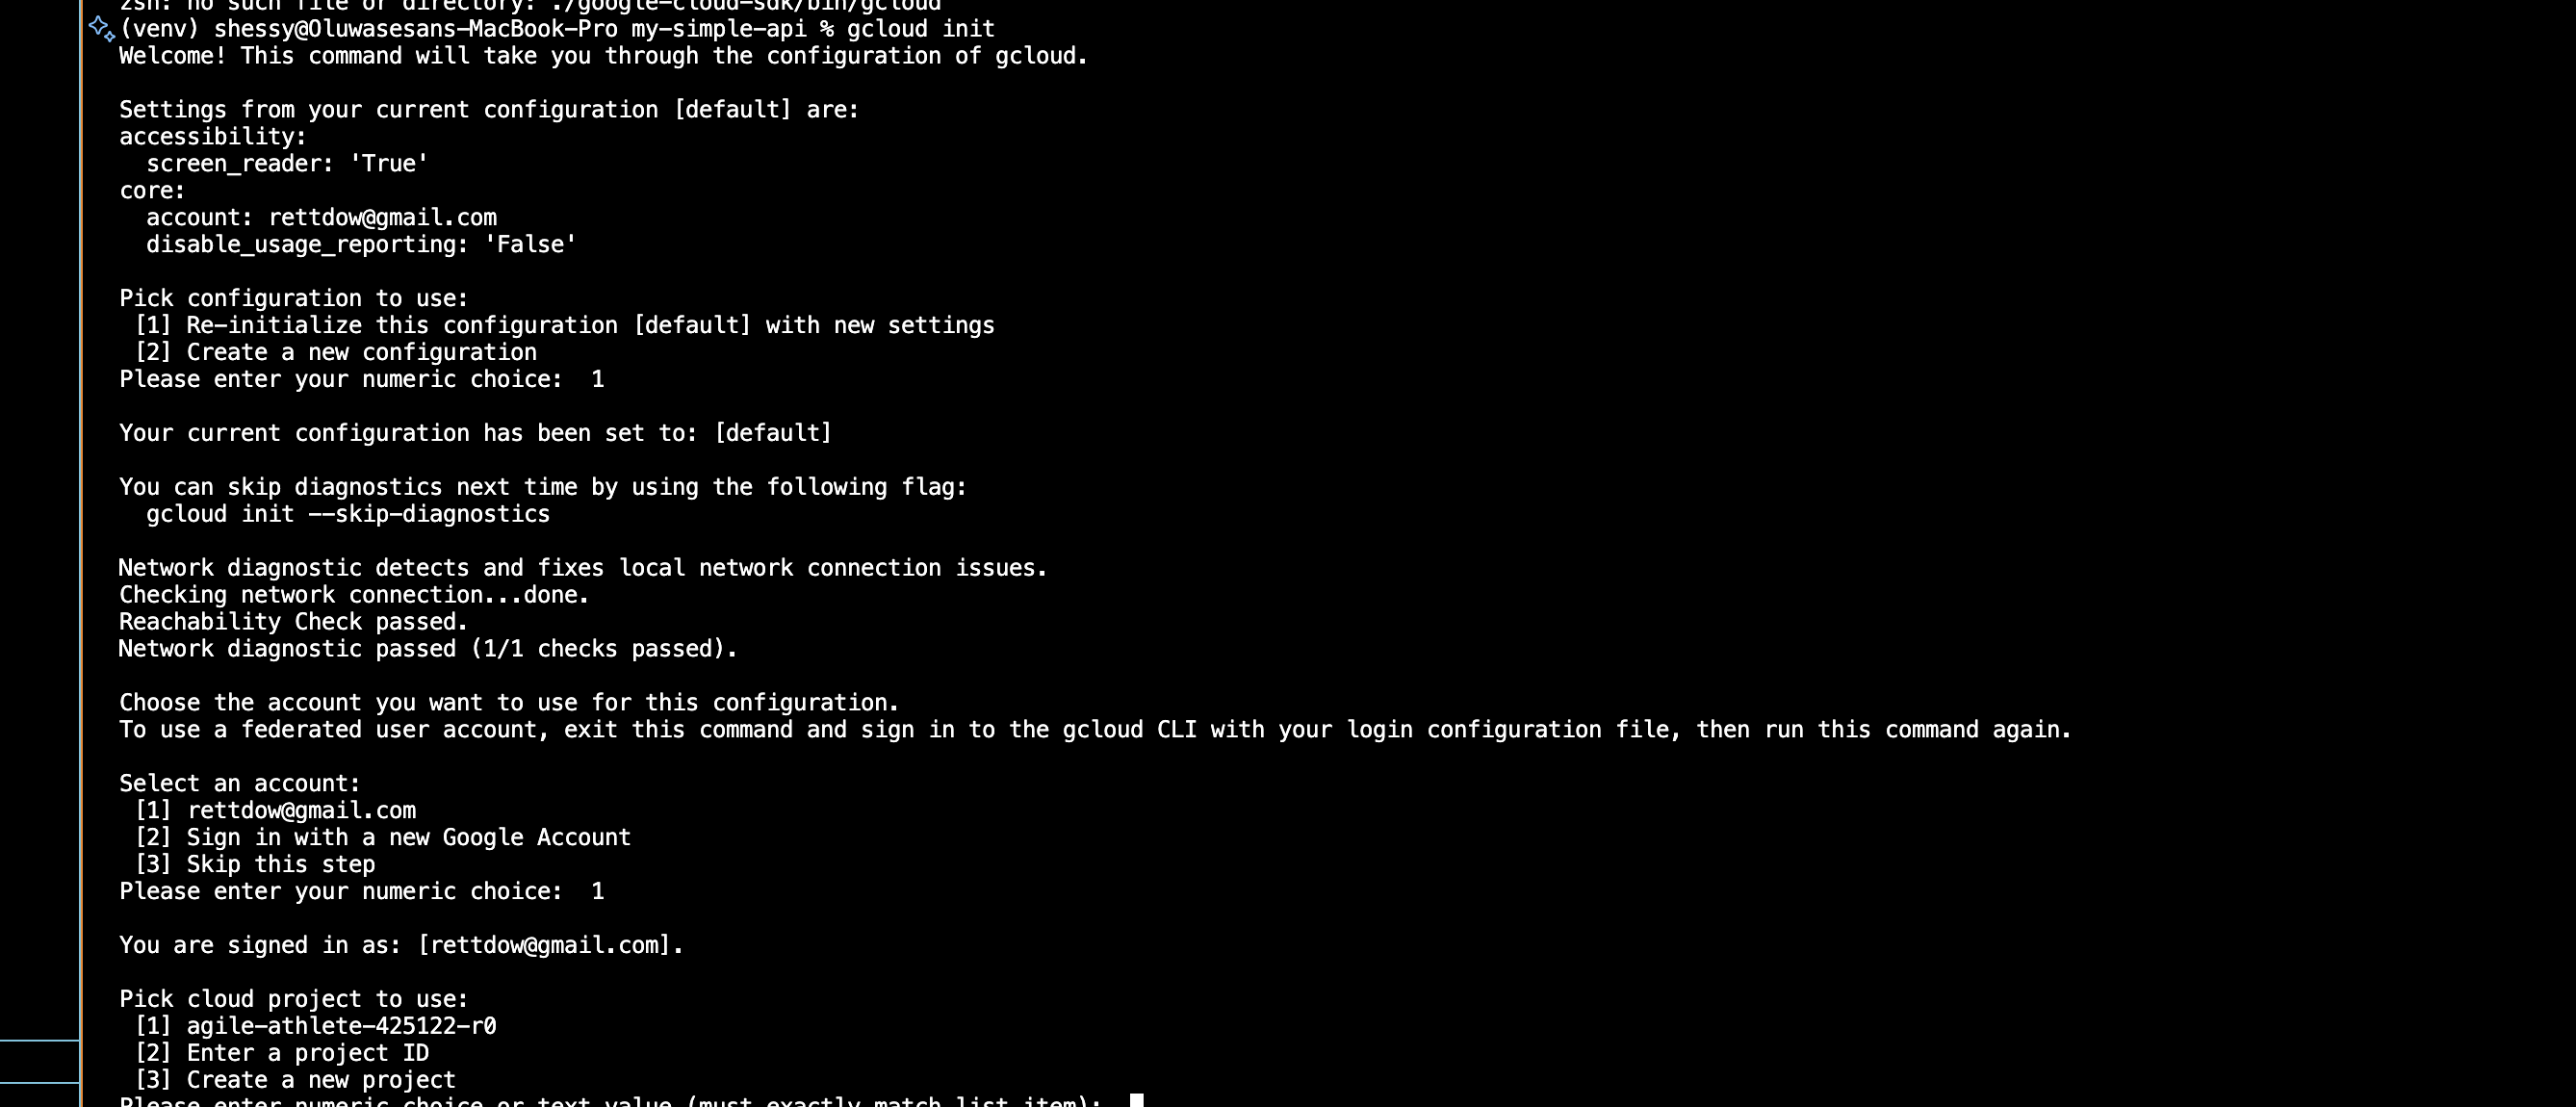 zsh: no such file or directory: ./google-cloud-sdk/bin/gcloud
(venv) shessy@Oluwasesans-MacBook-Pro my-simple-api % gcloud init
Welcome! This command will take you through the configuration of gcloud.
Settings from your current configuration [default] are:
accessibility:
  screen_reader: 'True'
core:
  account: rettdow@gmail.com
  disable_usage_reporting: 'False'
Pick configuration to use:
 [1] Re-initialize this configuration [default] with new settings
 [2] Create a new configuration
Please enter your numeric choice:  1
Your current configuration has been set to: [default]
You can skip diagnostics next time by using the following flag:
  gcloud init --skip-diagnostics
Network diagnostic detects and fixes local network connection issues.
Checking network connection...done.
Reachability Check passed.
Network diagnostic passed (1/1 checks passed).
Choose the account you want to use for this configuration.
To use a federated user account, exit this command and sign in to the gcloud CLI with your login configuration file, then run this command again.
Select an account:
 [1] rettdow@gmail.com
 [2] Sign in with a new Google Account
 [3] Skip this step
Please enter your numeric choice:  1
You are signed in as: [rettdow@gmail.com].
Pick cloud project to use:
 [1] agile-athlete-425122-r0
 [2] Enter a project ID
 [3] Create a new project
Please enter numeric choice or text value (must exactly match list item):